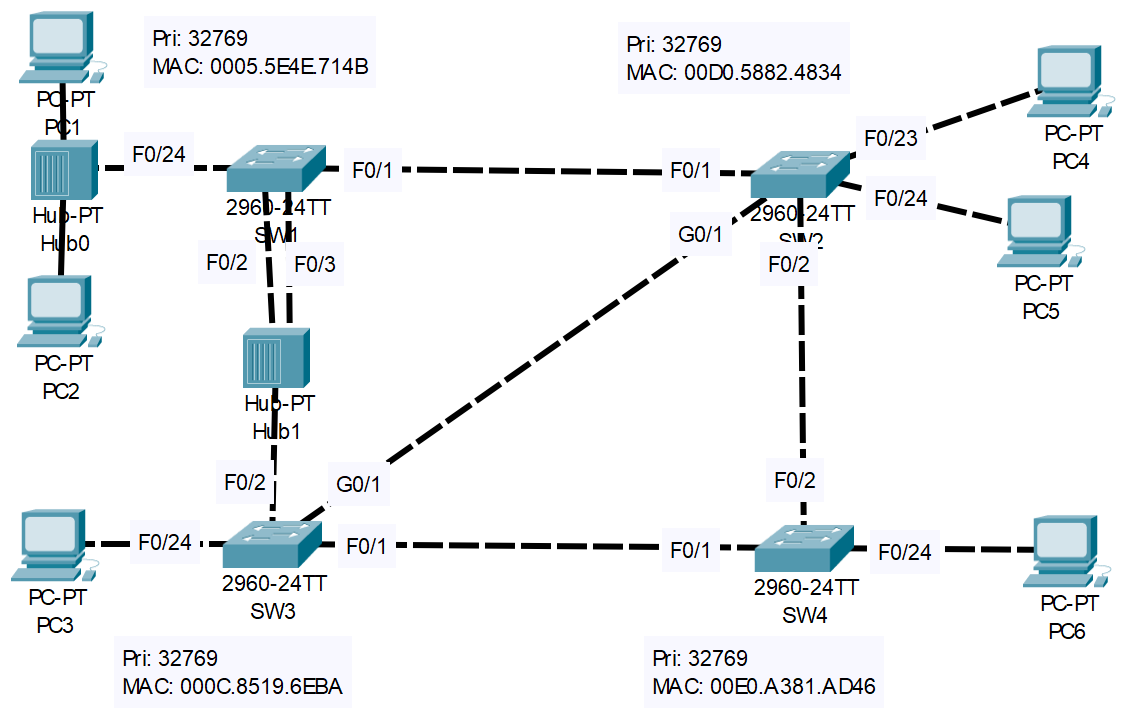 Pri: 32769
MAC: 0005.5E4E.714B
Pri: 32769
MAC: 00D0.5882.4834
PC-PT
PC1
F0/24
F0/1
F0/1
F0/23
PC-PT
PC4
Hub-PT
Hub0
2960-24TT
SW1
2960-24TT
SW2
F0/24
G0/1
F0/2
F0/3
F0/2
PC-PT
PC5
PC-PT
PC2
Hub-PT
Hub1
F0/2
G0/1
F0/2
F0/24
F0/1
F0/1
F0/24
2960-24TT
SW3
2960-24TT
SW4
PC-PT
PC3
PC-PT
PC6
Pri: 32769
MAC: 000C.8519.6EBA
Pri: 32769
MAC: 00E0.A381.AD46